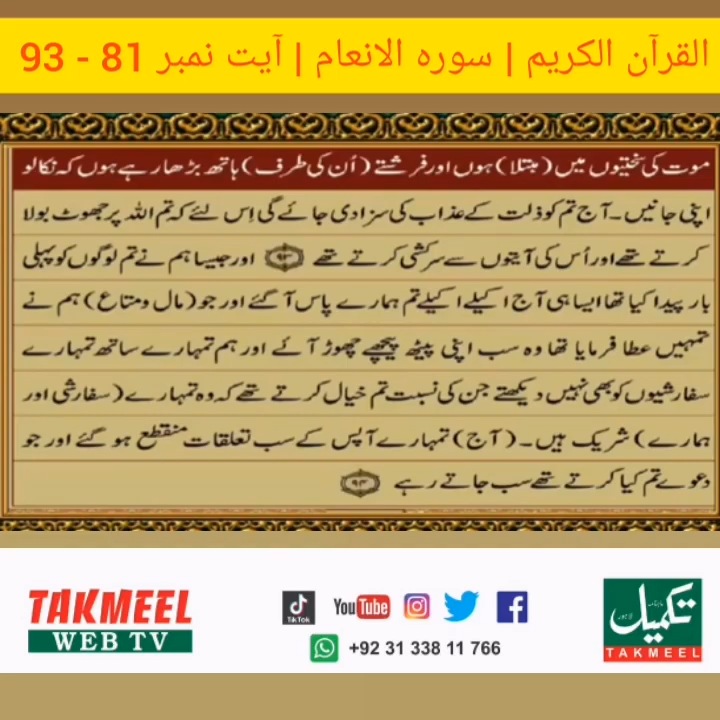 القرآن الکریم | سورہ الانعام | آیت نمبر 81 - 93
موت کی سختیوں میں (مبتلا) ہوں اور فرشتے (اُن کی طرف) ہاتھ بڑھا رہے ہوں کہ نکالو
اپنی جانیں۔ آج تم کو ذلت کے عذاب کی سزا دی جائے گی اِس لئے کہ تم اللہ پر جھوٹ بولا
کرتے تھے اور اُس کی آیتوں سے سرکشی کرتے تھے ﴿۹۳﴾ اور جیسا ہم نے تم لوگوں کو پہلی
بار پیدا کیا تھا ایسا ہی آج اکیلے اکیلے تم ہمارے پاس آ گئے اور جو (مال و متاع) ہم نے
تمہیں عطا فرمایا تھا وہ سب اپنی پیٹھ پیچھے چھوڑ آئے اور ہم تمہارے ساتھ تمہارے
سفارشیوں کو بھی نہیں دیکھتے جن کی نسبت تم خیال کرتے تھے کہ وہ تمہارے (سفارشی اور
ہمارے) شریک ہیں۔ (آج) تمہارے آپس کے سب تعلقات منقطع ہو گئے اور جو
دعوے تم کیا کرتے تھے سب جاتے رہے ﴿۹۴﴾
TAKMEEL
WEB TV
TikTok
YouTube
+92 31 338 11 766
ماہنامہ
تکمیل
لاہور
TAKMEEL